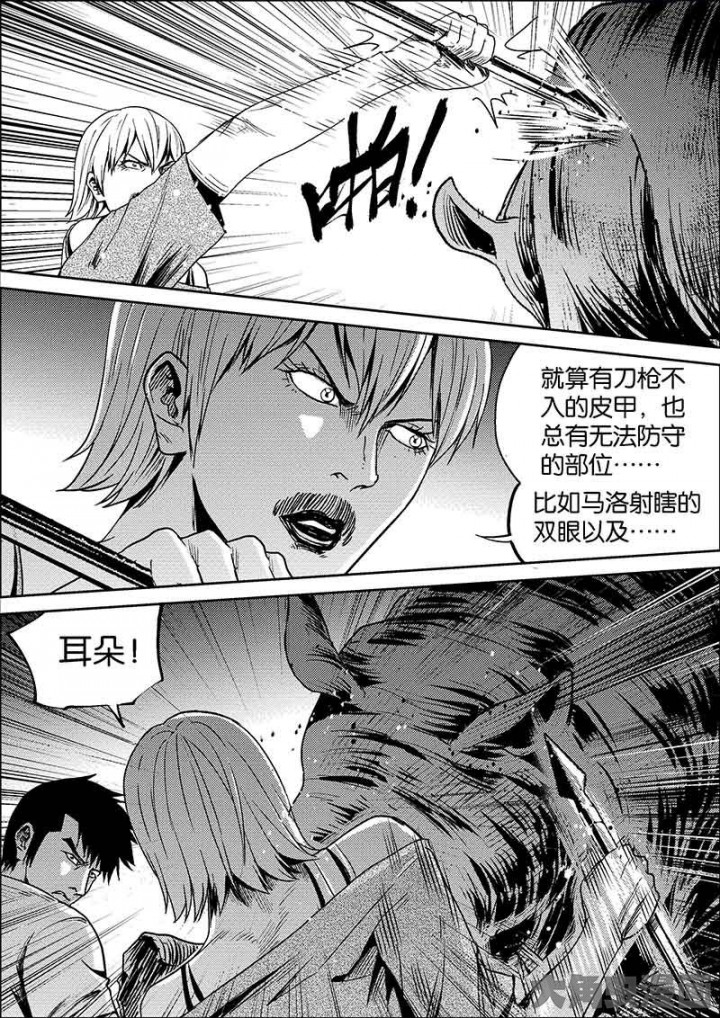 啪！
就算有刀枪不
入的皮甲，也
总有无法防守
的部位……
比如马洛射瞎的
双眼以及……
耳朵！